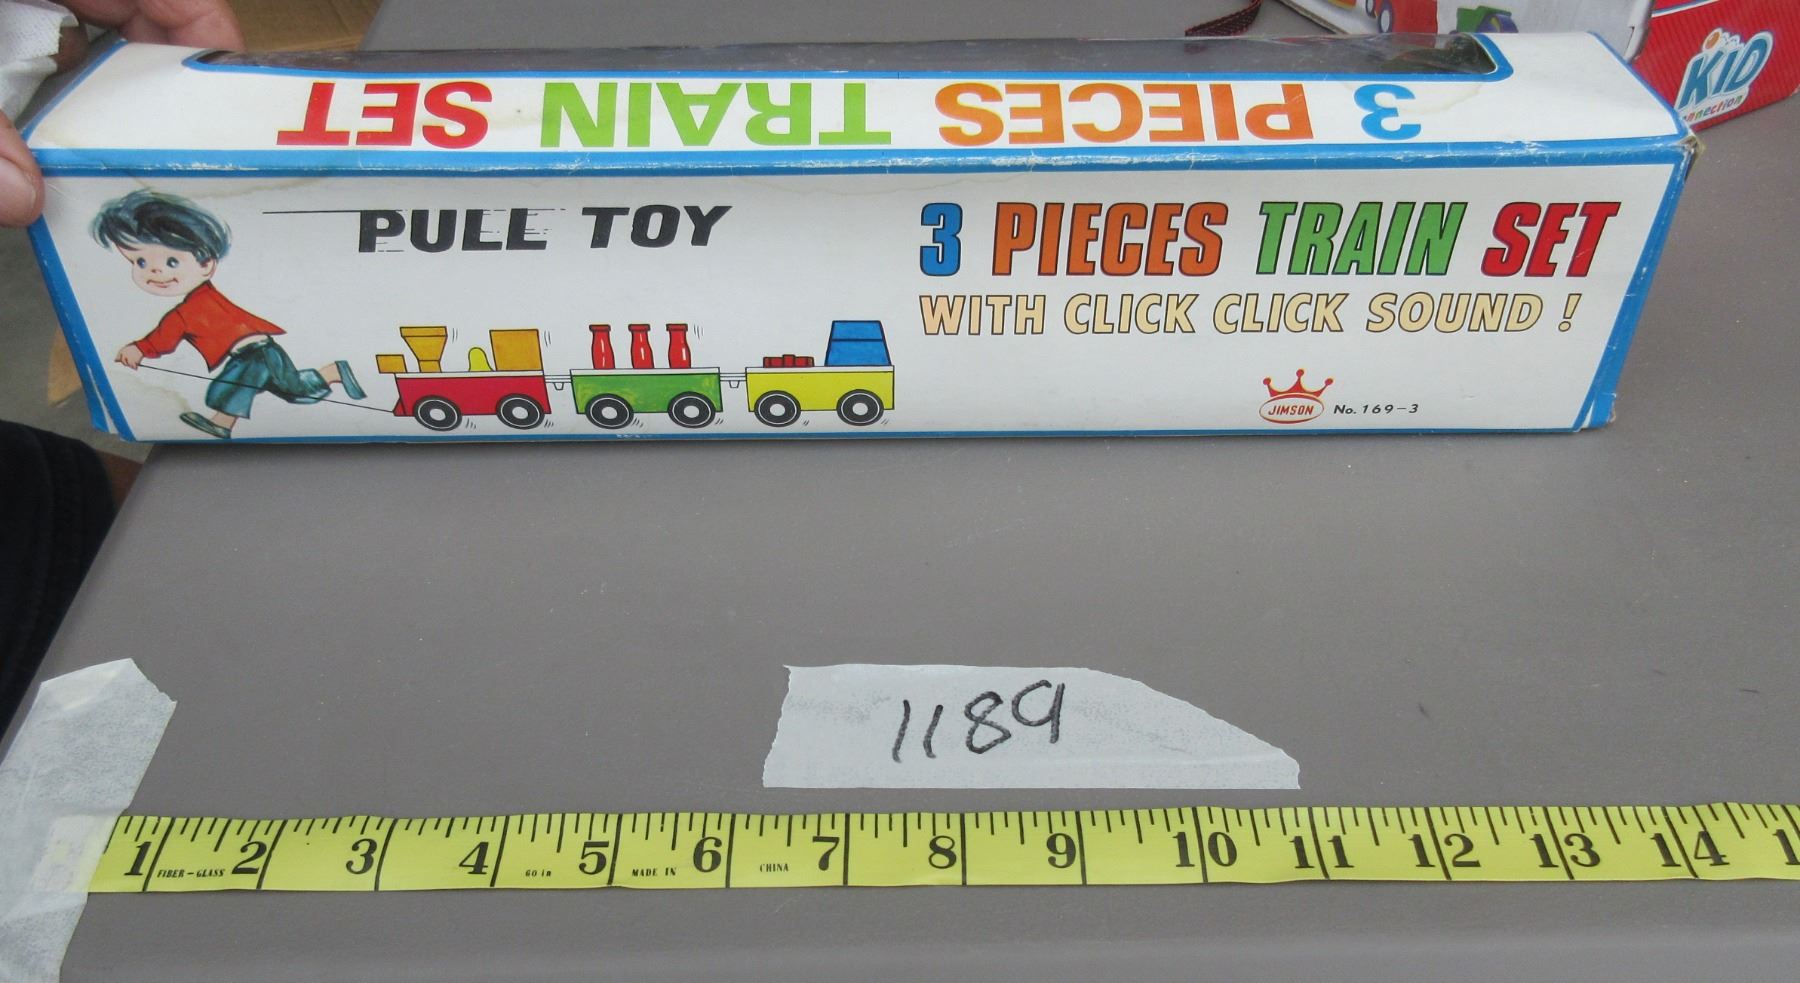 3 PIECES TRAIN SET
KID
PULL TOY
3 PIECES TRAIN SET
WITH CLICK CLICK SOUND !
JIMSON No. 169-3
1189
1 2 3 4 5 6 7 8 9 10 11 12 13 14
FIBER-GLASS 60 in MADE IN CHINA